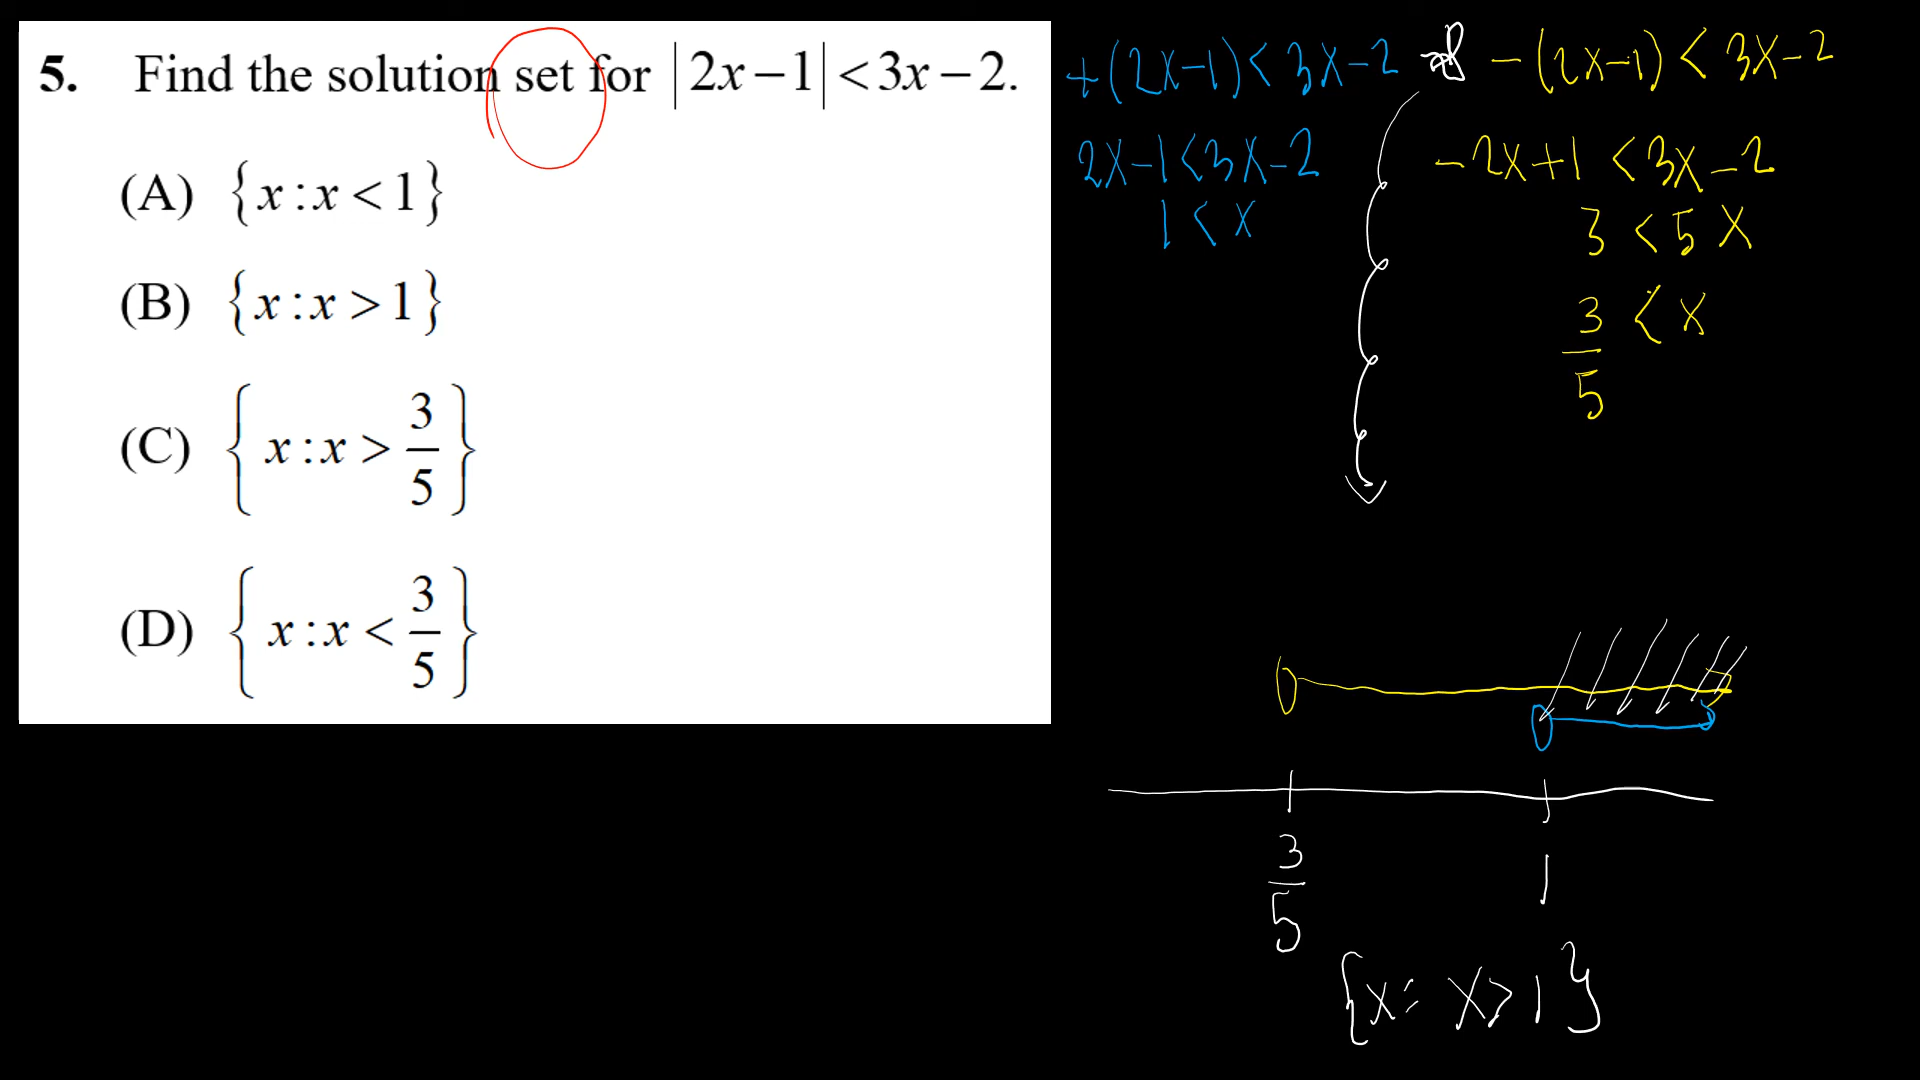 5. Find the solution set for |2x−1|<3x−2.
(A) {x:x<1}
(B) {x:x>1}
(C) {x:x>3/5}
(D) {x:x<3/5}
+(2x−1)<3x−2
2x−1<3x−2
1<x
−(2x−1)<3x−2
−2x+1<3x−2
3<5x
3/5<x
3/5
1
{x: x>1}